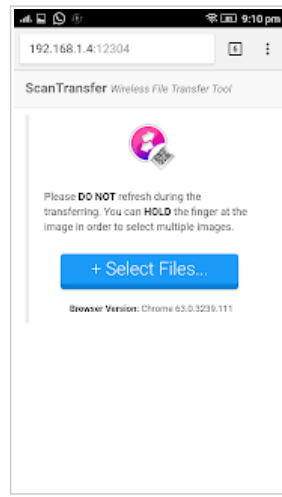 9:10 pm
192.168.1.4:12304
6
ScanTransfer Wireless File Transfer Tool
Please DO NOT refresh during the
transferring. You can HOLD the finger at the
image in order to select multiple images.
+ Select Files...
Browser Version: Chrome 63.0.3239.111